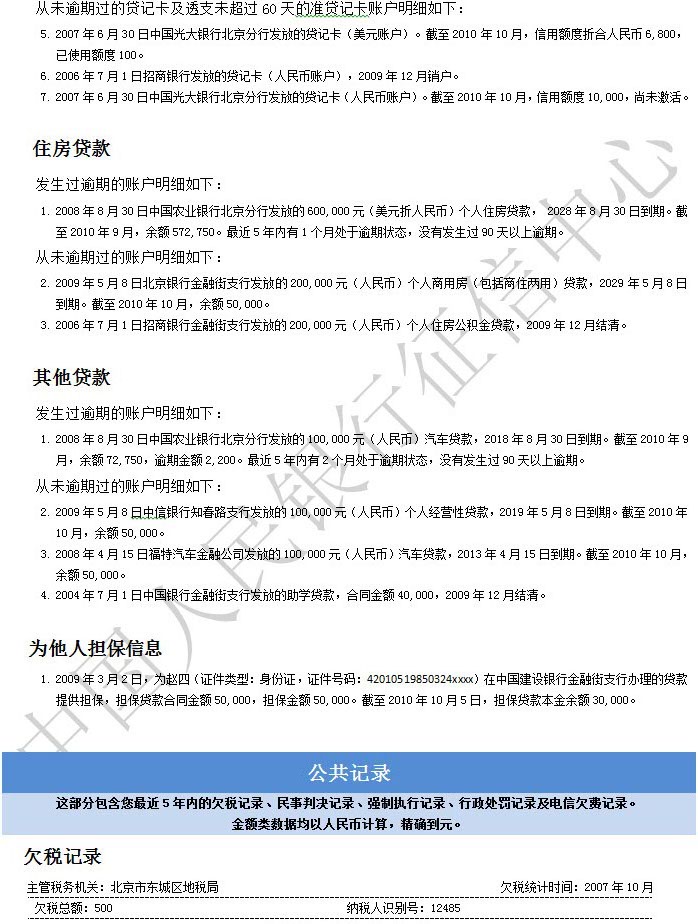 从未逾期过的贷记卡及透支未超过 60 天的准贷记卡账户明细如下：
5. 2007 年 6 月 30 日中国光大银行北京分行发放的贷记卡（美元账户）。截至 2010 年 10 月，信用额度折合人民币 6,800，
已使用额度 100。
6. 2006 年 7 月 1 日招商银行发放的贷记卡（人民币账户），2009 年 12 月销户。
7. 2007 年 6 月 30 日中国光大银行北京分行发放的贷记卡（人民币账户）。截至 2010 年 10 月，信用额度 10,000，尚未激活。
住房贷款
发生过逾期的账户明细如下：
1. 2008 年 8 月 30 日中国农业银行北京分行发放的 600,000 元（美元折人民币）个人住房贷款， 2028 年 8 月 30 日到期。截
至 2010 年 9 月，余额 572,750。最近 5 年内有 1 个月处于逾期状态，没有发生过 90 天以上逾期。
从未逾期过的账户明细如下：
2. 2009 年 5 月 8 日北京银行金融街支行发放的 200,000 元（人民币）个人商用房（包括商住两用）贷款，2029 年 5 月 8 日
到期。截至 2010 年 10 月，余额 50,000。
3. 2006 年 7 月 1 日招商银行金融街支行发放的 200,000 元（人民币）个人住房公积金贷款，2009 年 12 月结清。
其他贷款
发生过逾期的账户明细如下：
1. 2008 年 8 月 30 日中国农业银行北京分行发放的 100,000 元（人民币）汽车贷款，2018 年 8 月 30 日到期。截至 2010 年 9
月，余额 72,750，逾期金额 2,200。最近 5 年内有 2 个月处于逾期状态，没有发生过 90 天以上逾期。
从未逾期过的账户明细如下：
2. 2009 年 5 月 8 日中信银行知春路支行发放的 100,000 元（人民币）个人经营性贷款，2019 年 5 月 8 日到期。截至 2010 年
10 月，余额 50,000。
3. 2008 年 4 月 15 日福特汽车金融公司发放的 100,000 元（人民币）汽车贷款，2013 年 4 月 15 日到期。截至 2010 年 10 月，
余额 50,000。
4. 2004 年 7 月 1 日中国银行金融街支行发放的助学贷款，合同金额 40,000，2009 年 12 月结清。
为他人担保信息
1. 2009 年 3 月 2 日，为赵四（证件类型：身份证，证件号码：42010519850324xxxx）在中国建设银行金融街支行办理的贷款
提供担保，担保贷款合同金额 50,000，担保金额 50,000。截至 2010 年 10 月 5 日，担保贷款本金余额 30,000。
中国人民银行征信中心
公共记录
这部分包含您最近 5 年内的欠税记录、民事判决记录、强制执行记录、行政处罚记录及电信欠费记录。
金额类数据均以人民币计算，精确到元。
欠税记录
主管税务机关：北京市东城区地税局 欠税统计时间：2007 年 10 月
欠税总额：500 纳税人识别号：12485